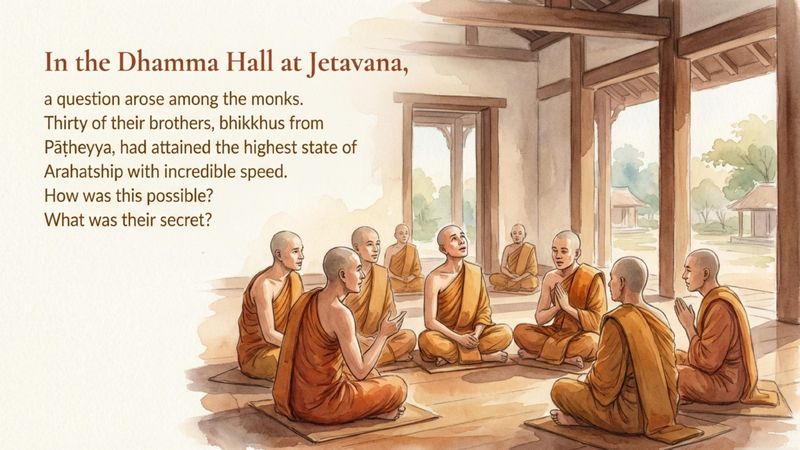 In the Dhamma Hall at Jetavana,
a question arose among the monks.
Thirty of their brothers, bhikkhus from
Pāṭheyya, had attained the highest state of
Arahatship with incredible speed.
How was this possible?
What was their secret?